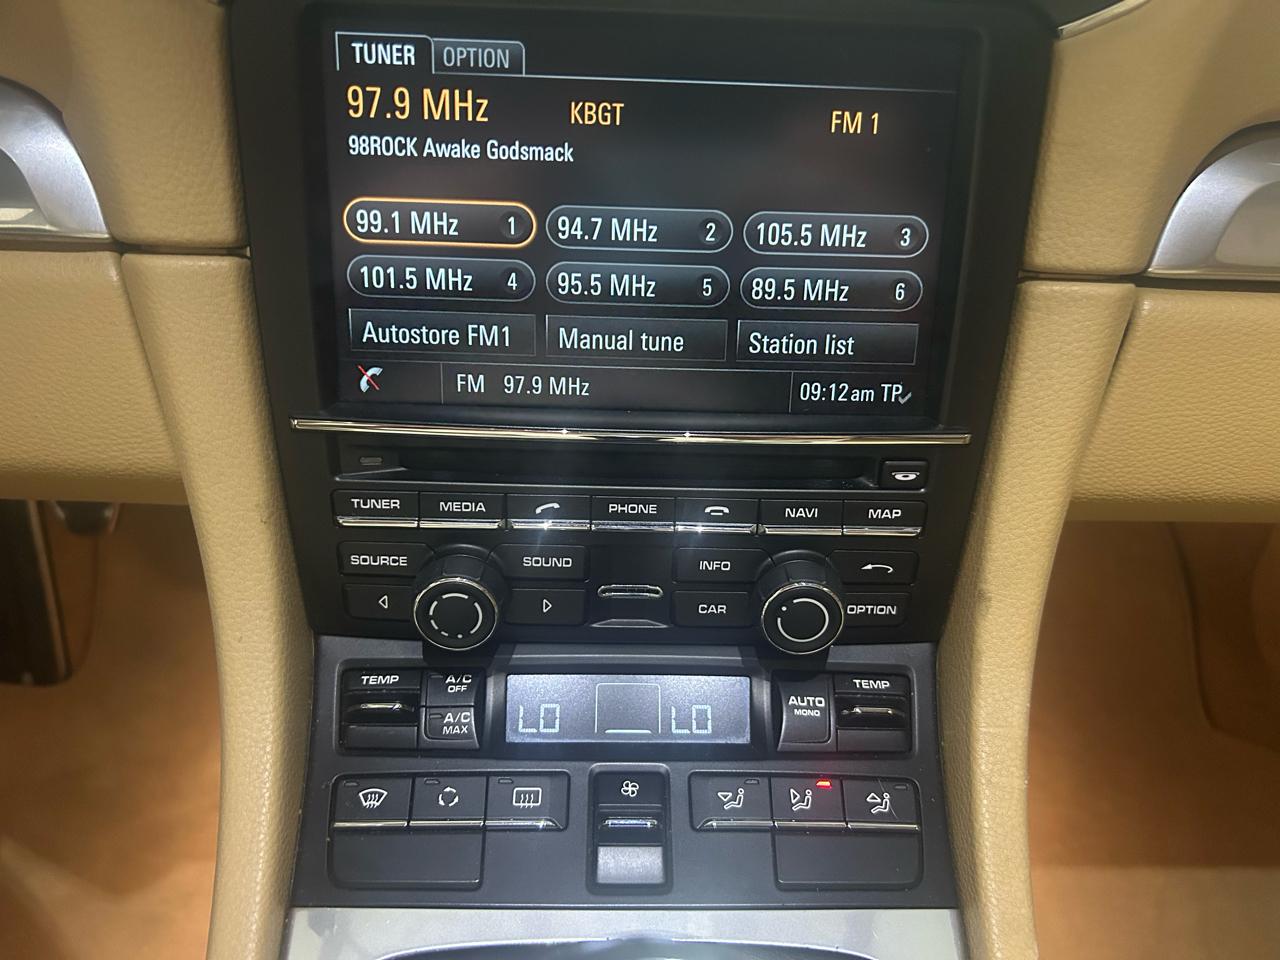 TUNER OPTION
97.9 MHz KBGT FM 1
98ROCK Awake Godsmack
99.1 MHz 1 94.7 MHz 2 105.5 MHz 3
101.5 MHz 4 95.5 MHz 5 89.5 MHz 6
Autostore FM1 Manual tune Station list
FM 97.9 MHz 09:12 am TP
TUNER MEDIA PHONE NAVI MAP
SOURCE SOUND INFO
CAR OPTION
TEMP A/C OFF AUTO MONO TEMP
A/C MAX
LO LO